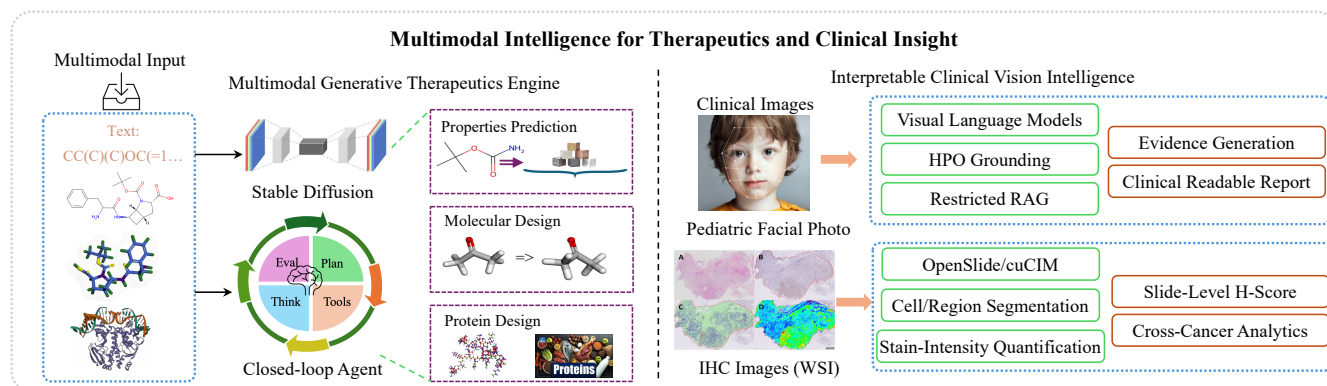 Multimodal Intelligence for Therapeutics and Clinical Insight
Multimodal Input
Text:
CC(C)(C)OC(=1...
Multimodal Generative Therapeutics Engine
Stable Diffusion
Eval
Plan
Think
Tools
Closed-loop Agent
Properties Prediction
O
NH₂
O
Molecular Design
=>
Protein Design
Proteins
Interpretable Clinical Vision Intelligence
Clinical Images
Pediatric Facial Photo
Visual Language Models
HPO Grounding
Restricted RAG
Evidence Generation
Clinical Readable Report
A
B
C
D
IHC Images (WSI)
OpenSlide/cuCIM
Cell/Region Segmentation
Stain-Intensity Quantification
Slide-Level H-Score
Cross-Cancer Analytics